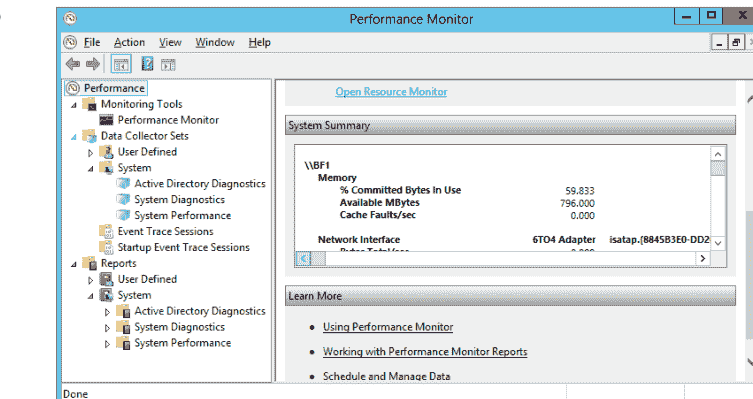 Performance Monitor
File Action View Window Help
Performance
Monitoring Tools
Performance Monitor
Data Collector Sets
User Defined
System
Active Directory Diagnostics
System Diagnostics
System Performance
Event Trace Sessions
Startup Event Trace Sessions
Reports
User Defined
System
Active Directory Diagnostics
System Diagnostics
System Performance
Open Resource Monitor
System Summary
\\BF1
Memory
% Committed Bytes In Use 59.833
Available MBytes 796.000
Cache Faults/sec 0.000
Network Interface 6TO4 Adapter isatap.{8845B3E0-DD2
Learn More
• Using Performance Monitor
• Working with Performance Monitor Reports
• Schedule and Manage Data
Done